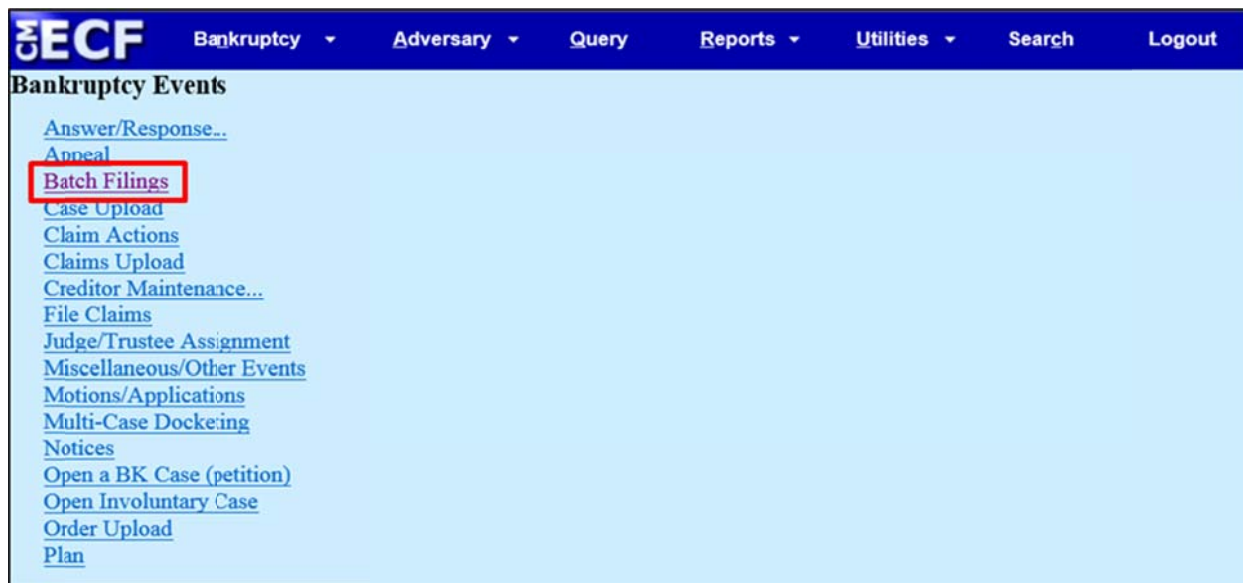 CM ECF Bankruptcy Adversary Query Reports Utilities Search Logout
Bankruptcy Events
Answer/Response...
Appeal
Batch Filings
Case Upload
Claim Actions
Claims Upload
Creditor Maintenance...
File Claims
Judge/Trustee Assignment
Miscellaneous/Other Events
Motions/Applications
Multi-Case Docketing
Notices
Open a BK Case (petition)
Open Involuntary Case
Order Upload
Plan